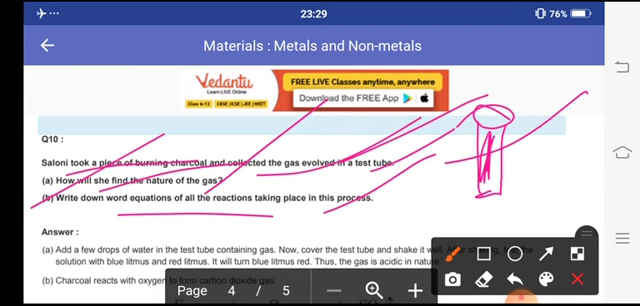 23:29
76%
Materials : Metals and Non-metals
Vedantu
Learn LIVE Online
FREE LIVE Classes anytime, anywhere
Class 6-12 CBSE ICSE JEE NEET
Download the FREE App
Q10 :
Saloni took a piece of burning charcoal and collected the gas evolved in a test tube.
(a) How will she find the nature of the gas?
(b) Write down word equations of all the reactions taking place in this process.
Answer :
(a) Add a few drops of water in the test tube containing gas. Now, cover the test tube and shake it well. After
solution with blue litmus and red litmus. It will turn blue litmus red. Thus, the gas is acidic in nature
(b) Charcoal reacts with oxygen to form carbon dioxide gas
Page 4 / 5